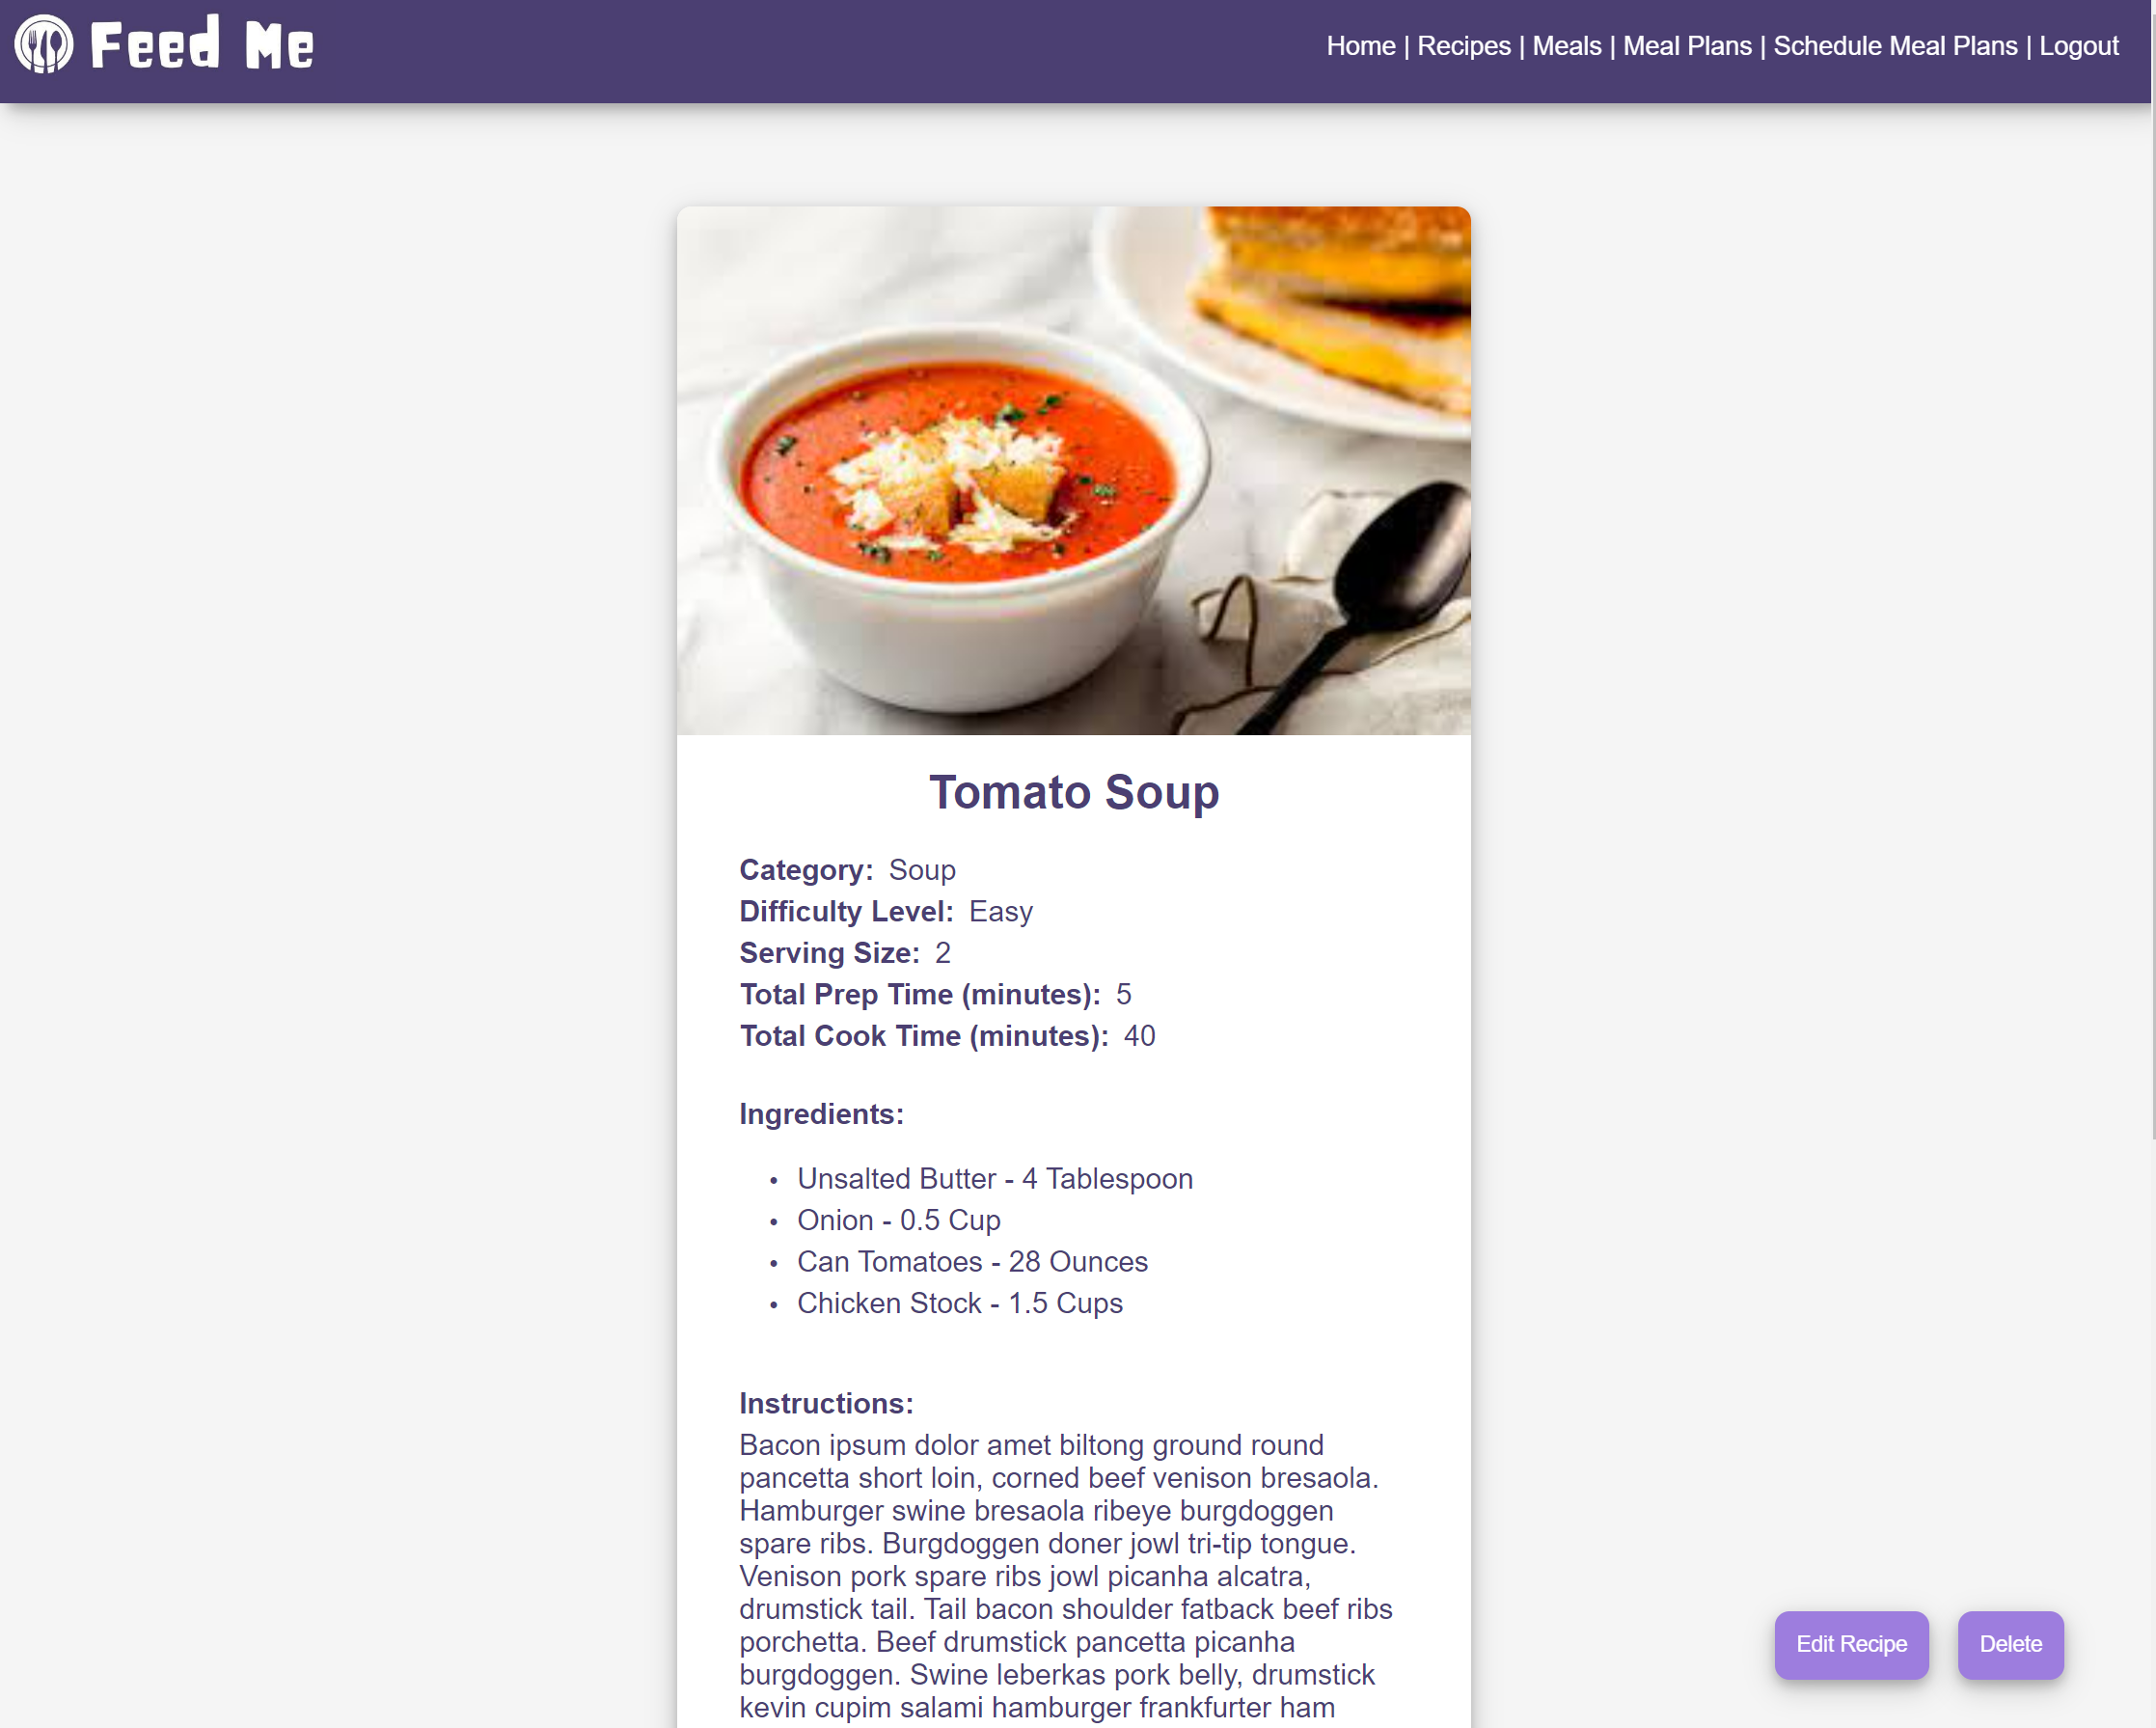 Feed Me
Home | Recipes | Meals | Meal Plans | Schedule Meal Plans | Logout
Tomato Soup
Category: Soup
Difficulty Level: Easy
Serving Size: 2
Total Prep Time (minutes): 5
Total Cook Time (minutes): 40
Ingredients:
• Unsalted Butter - 4 Tablespoon
• Onion - 0.5 Cup
• Can Tomatoes - 28 Ounces
• Chicken Stock - 1.5 Cups
Instructions:
Bacon ipsum dolor amet biltong ground round
pancetta short loin, corned beef venison bresaola.
Hamburger swine bresaola ribeye burgdoggen
spare ribs. Burgdoggen doner jowl tri-tip tongue.
Venison pork spare ribs jowl picanha alcatra,
drumstick tail. Tail bacon shoulder fatback beef ribs
porchetta. Beef drumstick pancetta picanha
burgdoggen. Swine leberkas pork belly, drumstick
kevin cupim salami hamburger frankfurter ham
Edit Recipe
Delete